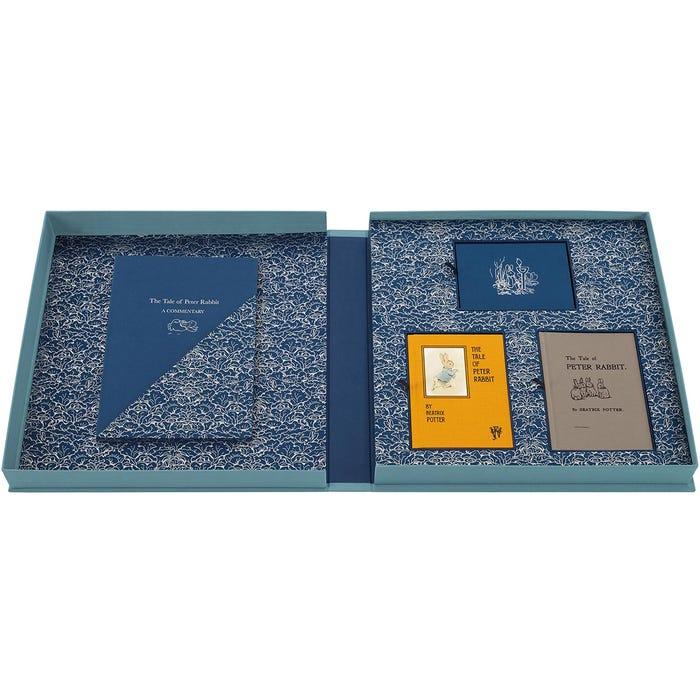 The Tale of Peter Rabbit
A COMMENTARY
THE
TALE
OF
PETER
RABBIT
BY
BEATRIX
POTTER
The Tale of
PETER RABBIT.
By BEATRIX POTTER.